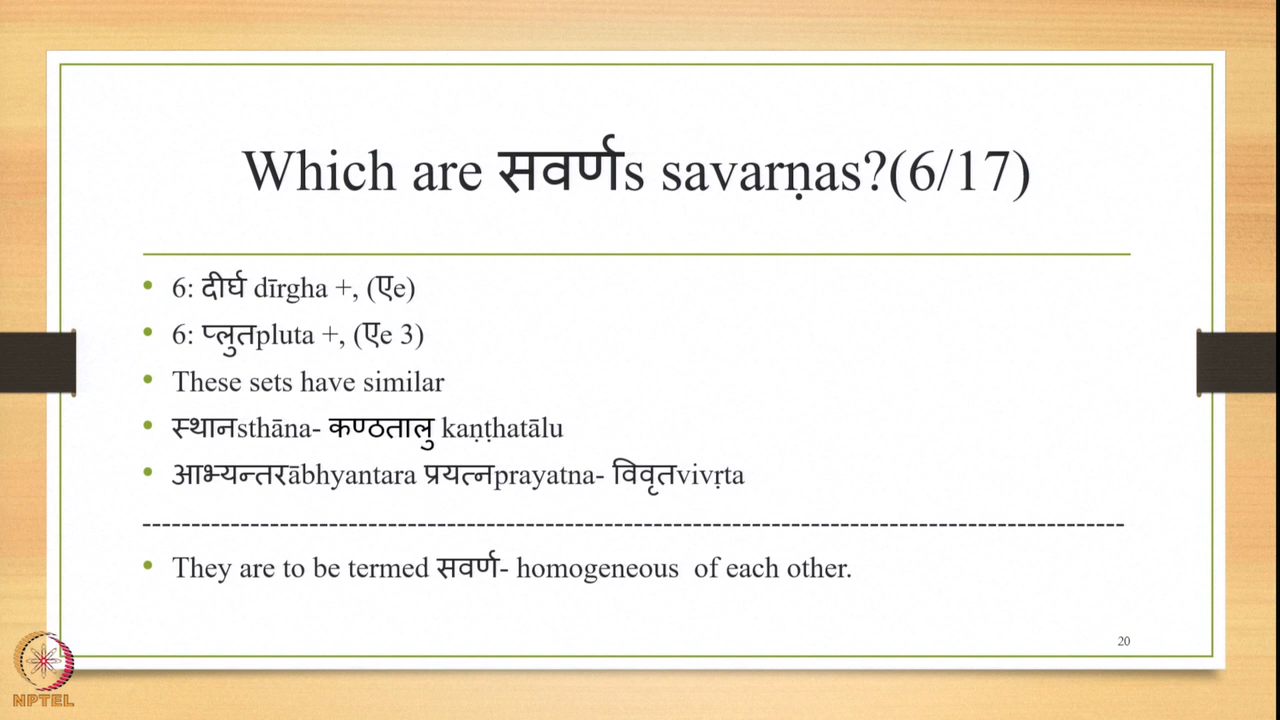 Which are सवर्णs savarṇas?(6/17)
6: दीर्घ dīrgha +, (एe)
6: प्लुतpluta +, (एe 3)
These sets have similar
स्थानsthāna- कण्ठतालु kaṇṭhatālu
आभ्यन्तरābhyantara प्रयत्नprayatna- विवृतvivṛta
---------------------------------------------------------------------------------------------------
They are to be termed सवर्ण- homogeneous  of each other.
20
NPTEL